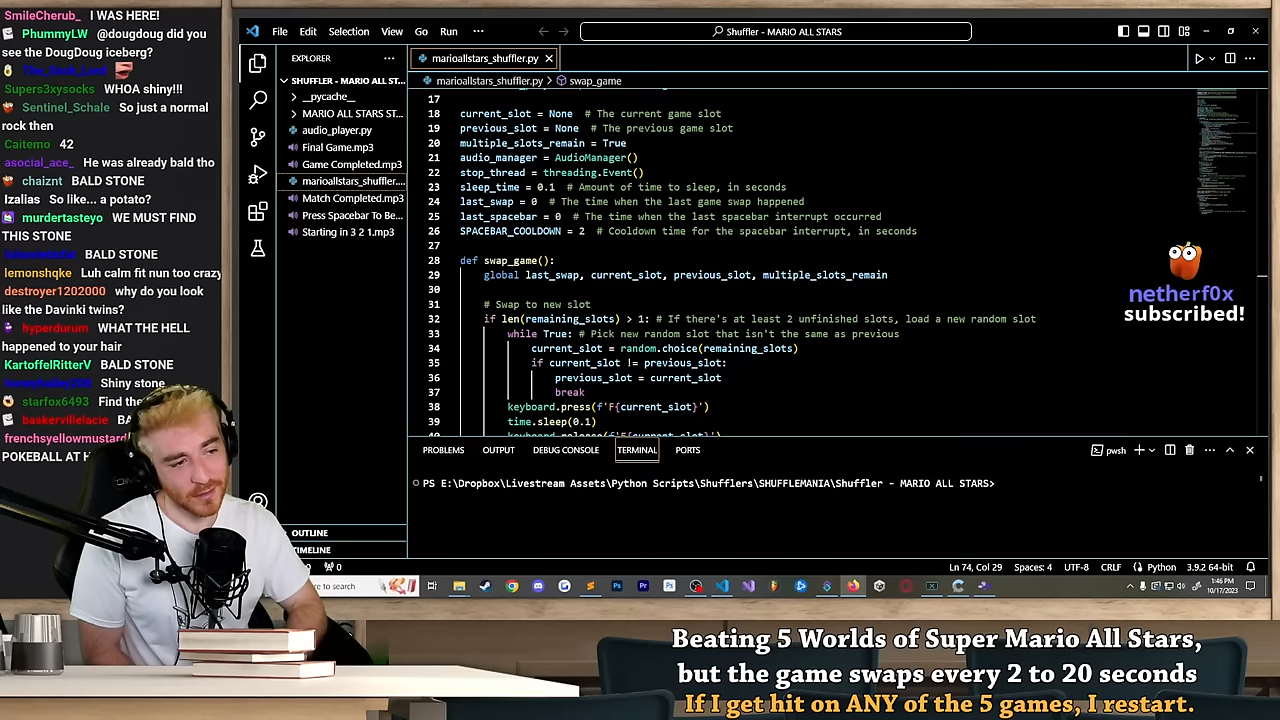 SmileCherub_ I WAS HERE!
PhummyLW @dougdoug did you
see the DougDoug iceberg?
Supers3xysocks WHOA shiny!!!
Sentinel_Schale So just a normal
rock then
Caitemo 42
asocial_ace_ He was already bald tho
chaiznt BALD STONE
Izalias So like... a potato?
murdertasteyo WE MUST FIND
THIS STONE
BALD STONE
lemonshqke Luh calm fit nun too crazy
destroyer1202000 why do you look
like the Davinki twins?
hyperdurum WHAT THE HELL
happened to your hair
KartoffelRitterV BALD STONE
Shiny stone
starfox6493 Find the
baskervillelacie
frenchsyellowmustard
POKEBALL AT
File Edit Selection View Go Run ···
Shuffler - MARIO ALL STARS
EXPLORER ···
SHUFFLER - MARIO ALL ST...
__pycache__
MARIO ALL STARS ST...
audio_player.py
Final Game.mp3
Game Completed.mp3
marioallstars_shuffler....
Match Completed.mp3
Press Spacebar To Be...
Starting in 3 2 1.mp3
OUTLINE
TIMELINE
marioallstars_shuffler.py
marioallstars_shuffler.py > swap_game
17
18 current_slot = None # The current game slot
19 previous_slot = None # The previous game slot
20 multiple_slots_remain = True
21 audio_manager = AudioManager()
22 stop_thread = threading.Event()
23 sleep_time = 0.1 # Amount of time to sleep, in seconds
24 last_swap = 0 # The time when the last game swap happened
25 last_spacebar = 0 # The time when the last spacebar interrupt occurred
26 SPACEBAR_COOLDOWN = 2 # Cooldown time for the spacebar interrupt, in seconds
27
28 def swap_game():
29 global last_swap, current_slot, previous_slot, multiple_slots_remain
30
31 # Swap to new slot
32 if len(remaining_slots) > 1: # If there's at least 2 unfinished slots, load a new random slot
33 while True: # Pick new random slot that isn't the same as previous
34 current_slot = random.choice(remaining_slots)
35 if current_slot != previous_slot:
36 previous_slot = current_slot
37 break
38 keyboard.press(f'F{current_slot}')
39 time.sleep(0.1)
40 keyboard.release(f'F{current_slot}')
PROBLEMS OUTPUT DEBUG CONSOLE TERMINAL PORTS
pwsh
PS E:\Dropbox\Livestream Assets\Python Scripts\Shufflers\SHUFFLEMANIA\Shuffler - MARIO ALL STARS>
0
Ln 74, Col 29 Spaces: 4 UTF-8 CRLF Python 3.9.2 64-bit
here to search
1:46 PM
10/17/2023
netherf0x
subscribed!
Beating 5 Worlds of Super Mario All Stars,
but the game swaps every 2 to 20 seconds
If I get hit on ANY of the 5 games, I restart.